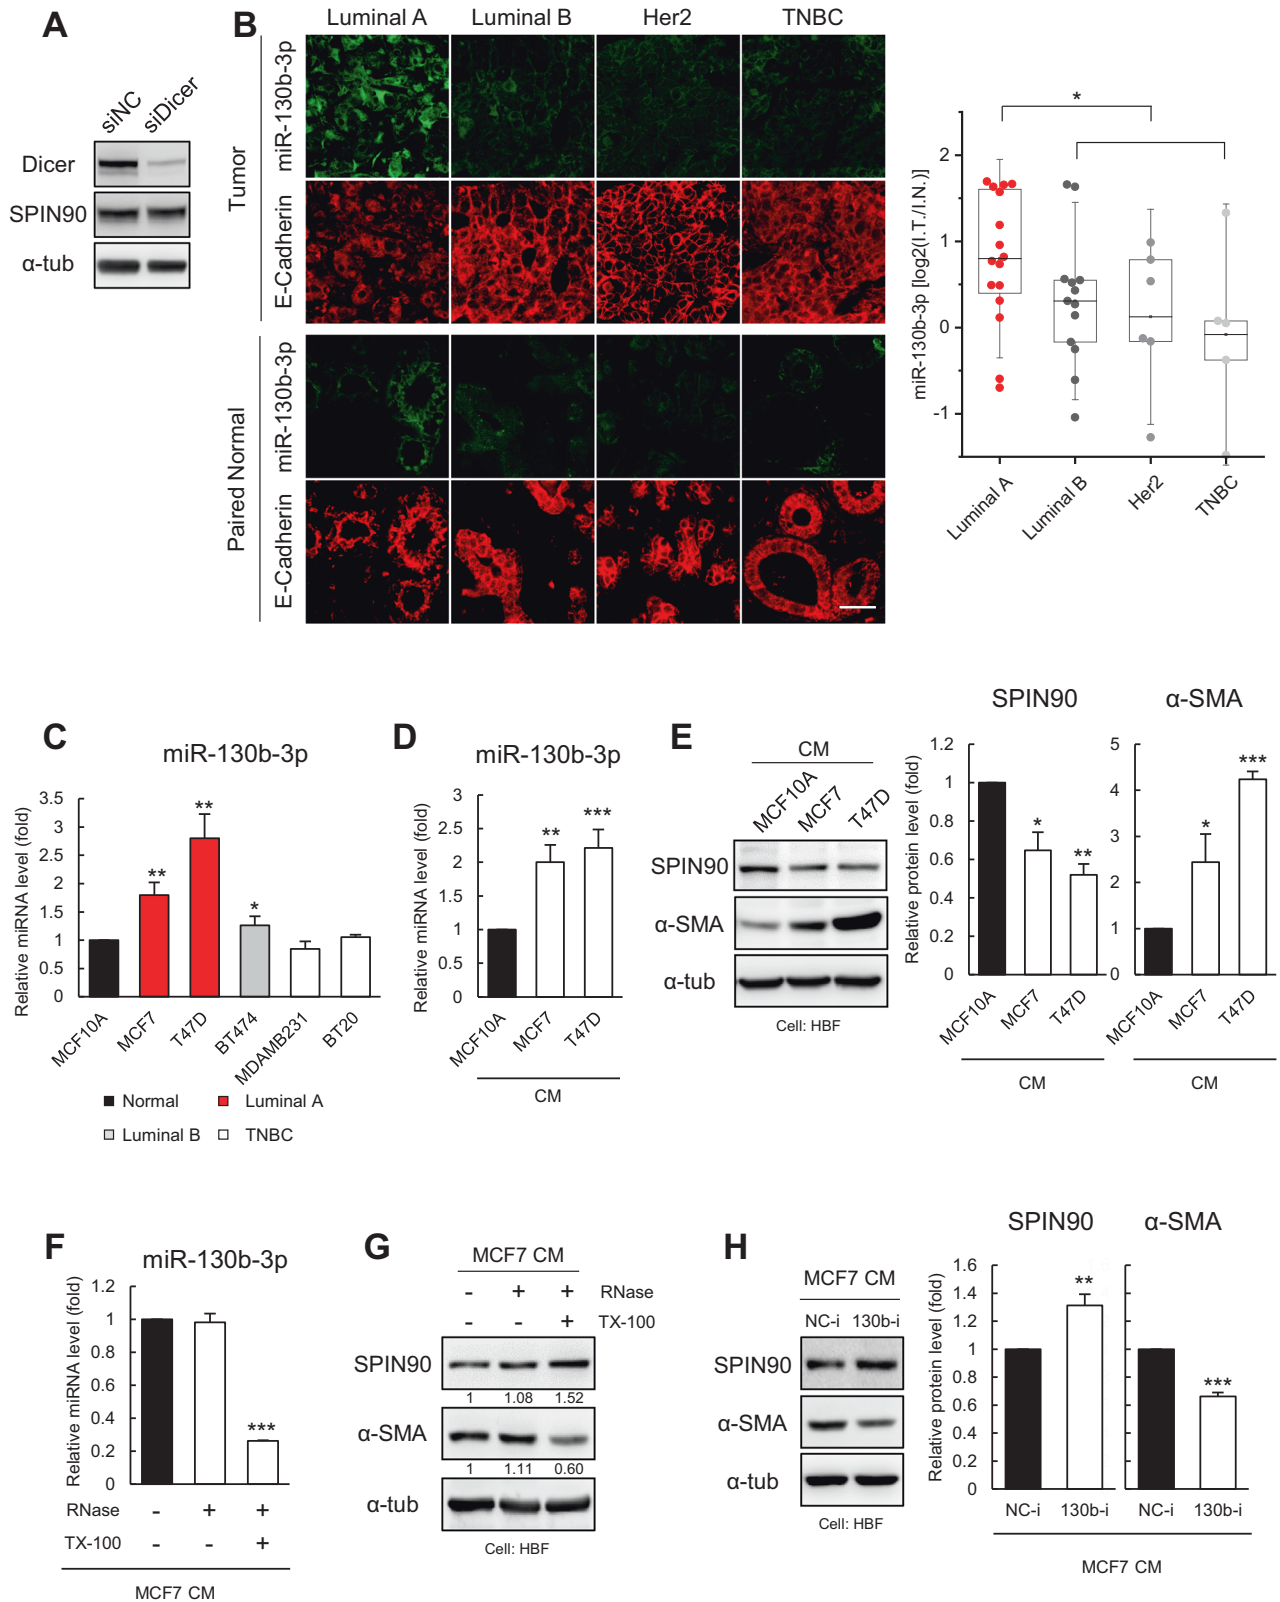 A
siNC siDicer
Dicer
SPIN90
α-tub
B
Luminal A Luminal B Her2 TNBC
Tumor
miR-130b-3p
E-Cadherin
Paired Normal
miR-130b-3p
E-Cadherin
*
miR-130b-3p [log2(I.T./I.N.)]
2
1
0
-1
Luminal A Luminal B Her2 TNBC
C
miR-130b-3p
Relative miRNA level (fold)
3.5
3
2.5
2
1.5
1
0.5
0
** ** *
MCF10A MCF7 T47D BT474 MDAMB231 BT20
Normal Luminal A
Luminal B TNBC
D
miR-130b-3p
Relative miRNA level (fold)
3
2.5
2
1.5
1
0.5
0
** ***
MCF10A MCF7 T47D
CM
E
CM
MCF10A MCF7 T47D
SPIN90
α-SMA
α-tub
Cell: HBF
SPIN90
Relative protein level (fold)
1.2
1
0.8
0.6
0.4
0.2
0
* **
MCF10A MCF7 T47D
CM
α-SMA
5
4
3
2
1
0
* ***
MCF10A MCF7 T47D
CM
F
miR-130b-3p
Relative miRNA level (fold)
1.2
1
0.8
0.6
0.4
0.2
0
***
RNase - + +
TX-100 - - +
MCF7 CM
G
MCF7 CM
- + + RNase
- - + TX-100
SPIN90
1 1.08 1.52
α-SMA
1 1.11 0.60
α-tub
Cell: HBF
H
MCF7 CM
NC-i 130b-i
SPIN90
α-SMA
α-tub
Cell: HBF
SPIN90 α-SMA
Relative protein level (fold)
1.6
1.4
1.2
1
0.8
0.6
0.4
0.2
0
** ***
NC-i 130b-i NC-i 130b-i
MCF7 CM